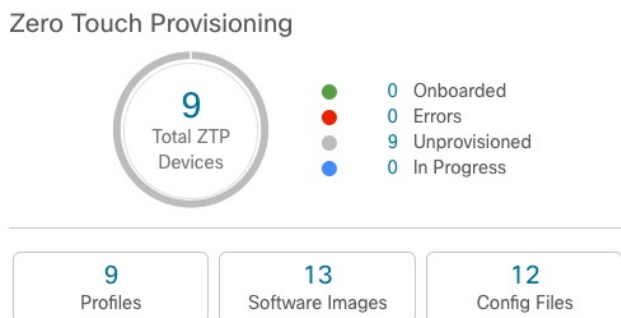 Zero Touch Provisioning
9
Total ZTP
Devices
0 Onboarded
0 Errors
9 Unprovisioned
0 In Progress
9
Profiles
13
Software Images
12
Config Files